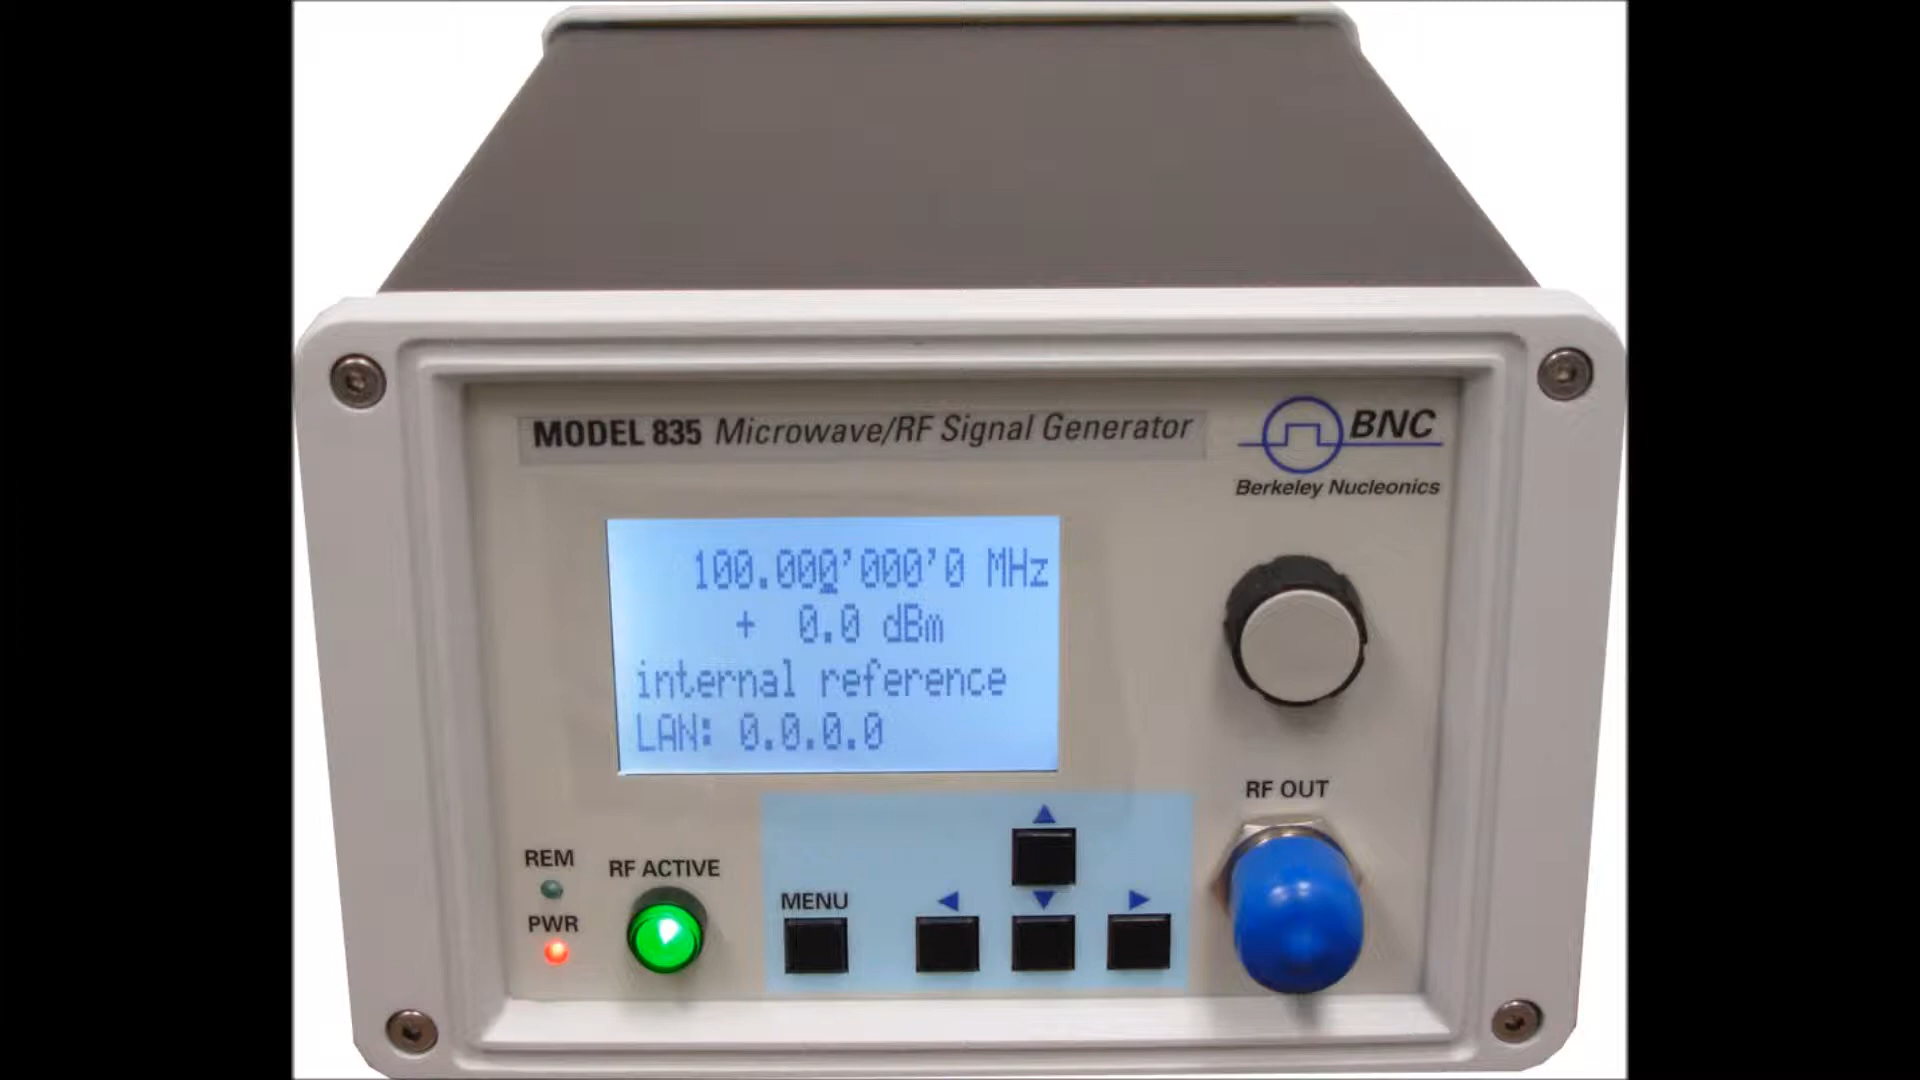 MODEL 835 Microwave/RF Signal Generator
BNC
Berkeley Nucleonics
100.000'000'0 MHz
+ 0.0 dBm
internal reference
LAN: 0.0.0.0
RF OUT
REM
RF ACTIVE
MENU
PWR